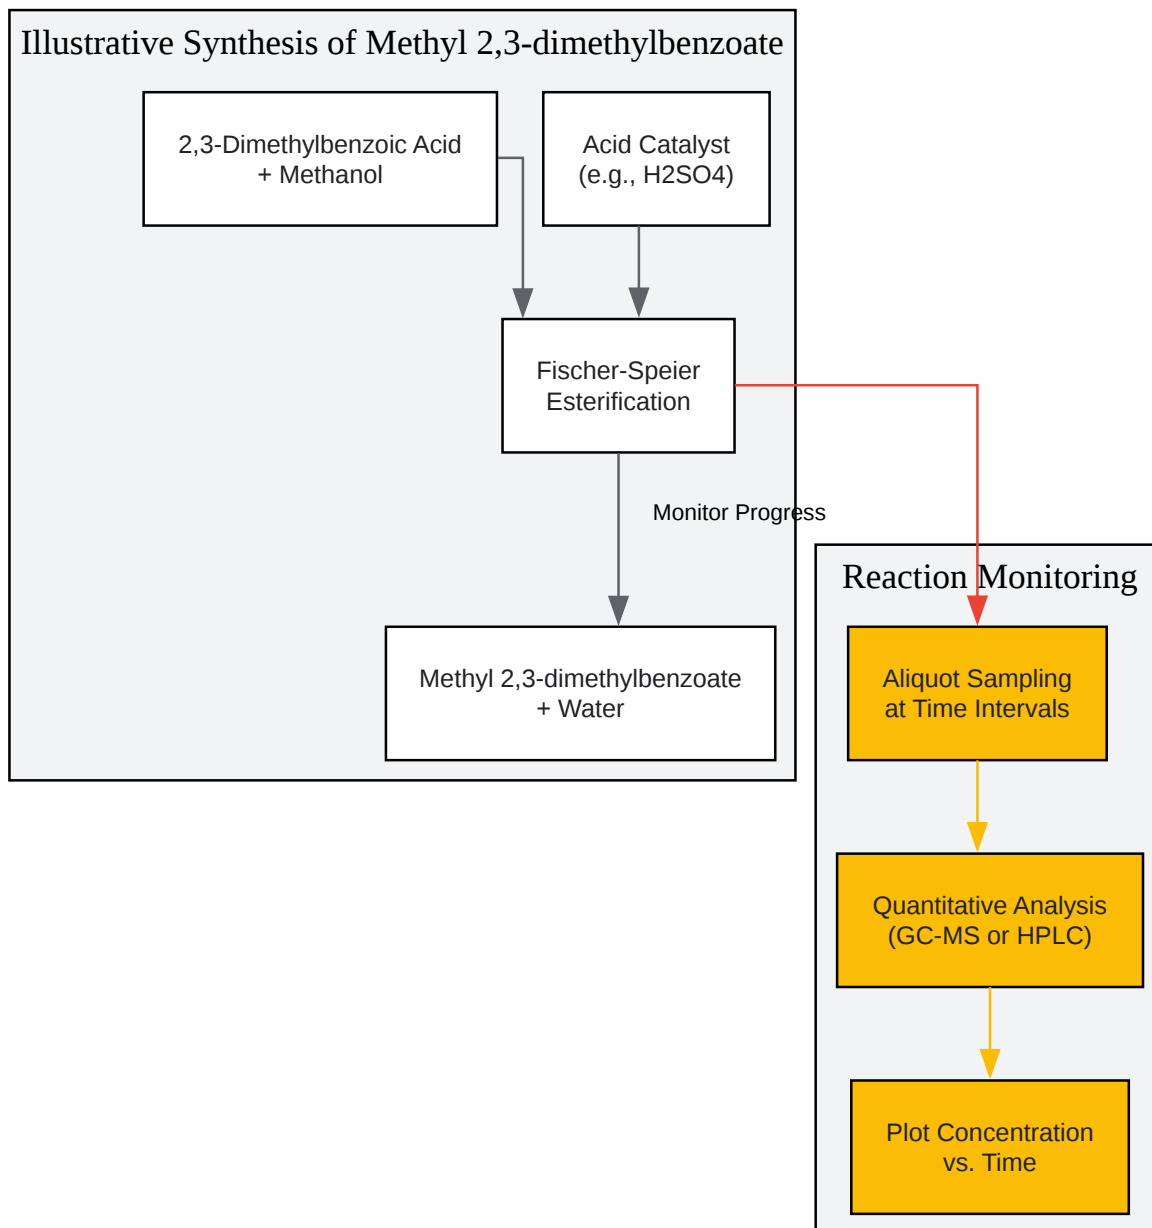 Illustrative Synthesis of Methyl 2,3-dimethylbenzoate
2,3-Dimethylbenzoic Acid
+ Methanol
Acid Catalyst
(e.g., H2SO4)
Fischer-Speier
Esterification
Monitor Progress
Methyl 2,3-dimethylbenzoate
+ Water
Reaction Monitoring
Aliquot Sampling
at Time Intervals
Quantitative Analysis
(GC-MS or HPLC)
Plot Concentration
vs. Time